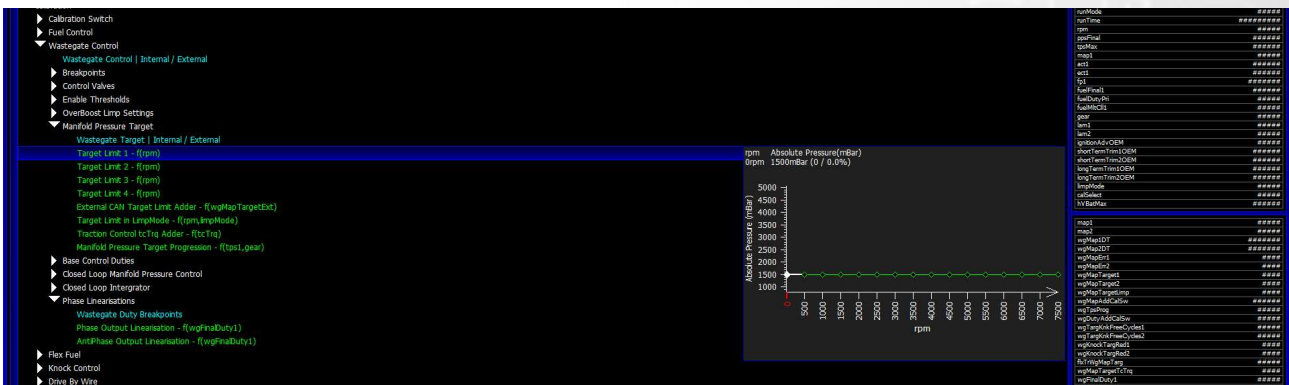 Calibration Switch
Fuel Control
Wastegate Control
Wastegate Control | Internal / External
Breakpoints
Control Valves
Enable Thresholds
OverBoost Limp Settings
Manifold Pressure Target
Wastegate Target | Internal / External
Target Limit 1 - f(rpm)
Target Limit 2 - f(rpm)
Target Limit 3 - f(rpm)
Target Limit 4 - f(rpm)
External CAN Target Limit Adder - f(wgMapTargetExt)
Target Limit in LimpMode - f(rpm,limpMode)
Traction Control tcTrq Adder - f(tcTrq)
Manifold Pressure Target Progression - f(tps1,gear)
Base Control Duties
Closed Loop Manifold Pressure Control
Closed Loop Intergrator
Phase Linearisations
Wastegate Duty Breakpoints
Phase Output Linearisation - f(wgFinalDuty1)
AntiPhase Output Linearisation - f(wgFinalDuty1)
Flex Fuel
Knock Control
Drive By Wire
rpm Absolute Pressure(mBar)
0rpm 1500mBar (0 / 0.0%)
Absolute Pressure (mBar)
5000
4500
4000
3500
3000
2500
2000
1500
1000
0 500 1000 1500 2000 2500 3000 3500 4000 4500 5000 5500 6000 6500 7000 7500
rpm
runMode #####
runTime #########
rpm #####
ppsFinal ######
tpsMax ######
map1 #####
act1 ######
ect1 ######
fp1 #######
fuelFinal1 ######
fuelDutyPri ######
fuelMltCll1 ######
gear #####
lam1 #####
lam2 #####
ignitionAdvOEM ######
shortTermTrim1OEM ######
shortTermTrim2OEM ######
longTermTrim1OEM ######
longTermTrim2OEM ######
limpMode #####
calSelect #####
hVBatMax ######
map1 #####
map2 #####
wgMap1DT #######
wgMap2DT #######
wgMapErr1 ####
wgMapErr2 ####
wgMapTarget1 ####
wgMapTarget2 ####
wgMapTargetLimp ####
wgMapAddCalSw ######
wgTpsProg ####
wgDutyAddCalSw ####
wgTargKnkFreeCycles1 ####
wgTargKnkFreeCycles2 #####
wgKnockTargRed1 ####
wgKnockTargRed2 ####
flxTrWgMapTarg ####
wgMapTargetTcTrq ####
wgFinalDuty1 ####